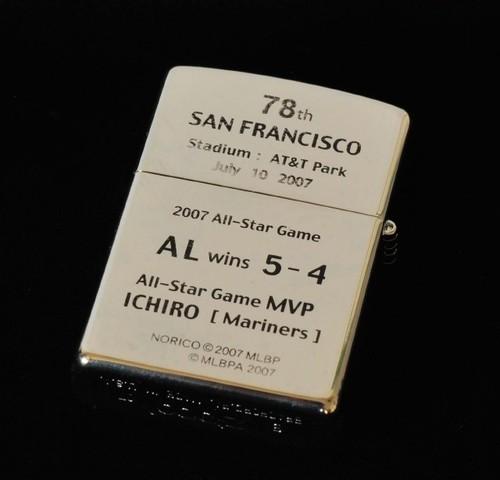 78th
SAN FRANCISCO
Stadium : AT&T Park
July 10 2007
2007 All-Star Game
AL wins 5-4
All-Star Game MVP
ICHIRO [ Mariners ]
NORICO ©2007 MLBP
©MLBPA 2007